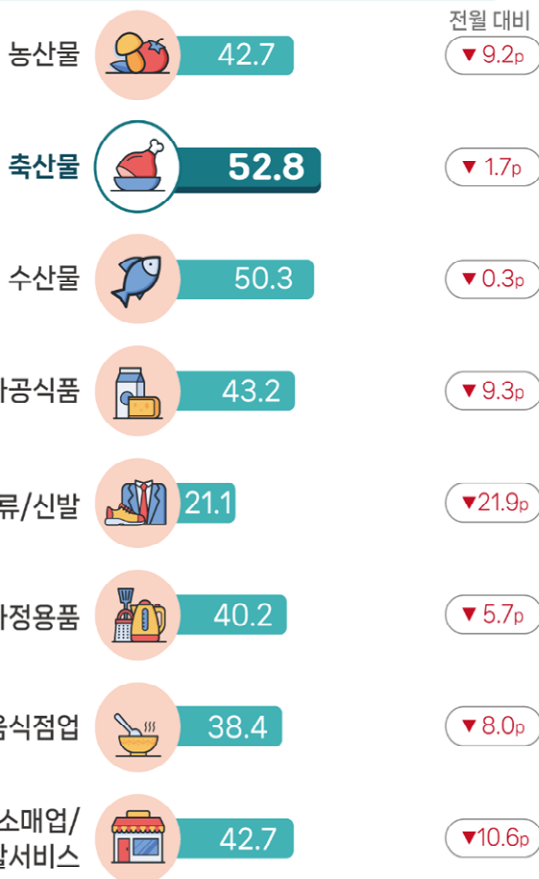 전월 대비
농산물 42.7 ▼ 9.2p
축산물 52.8 ▼ 1.7p
수산물 50.3 ▼ 0.3p
공식품 43.2 ▼ 9.3p
류/신발 21.1 ▼21.9p
정용품 40.2 ▼ 5.7p
식점업 38.4 ▼ 8.0p
소매업/
서비스 42.7 ▼10.6p